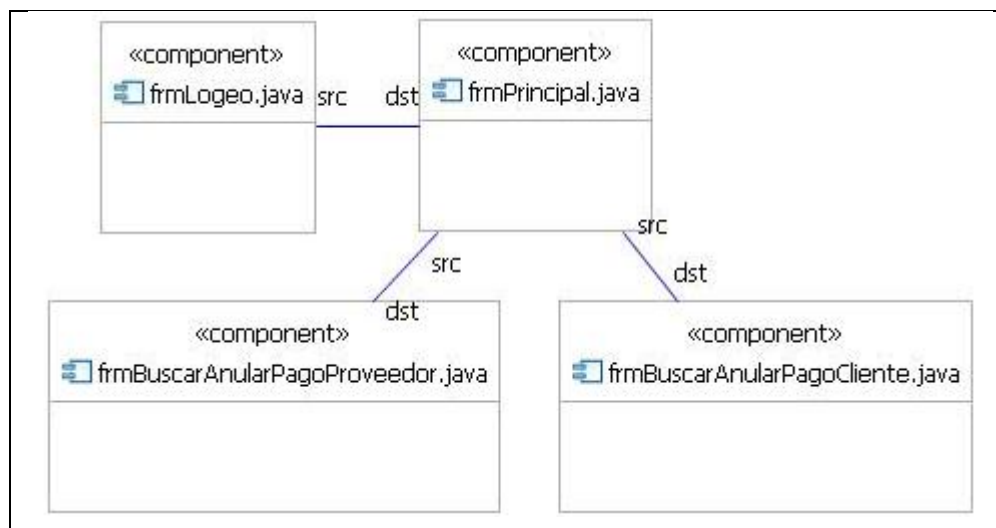 «component»
frmLogeo.java
src
dst
«component»
frmPrincipal.java
src
dst
src
dst
«component»
frmBuscarAnularPagoProveedor.java
«component»
frmBuscarAnularPagoCliente.java